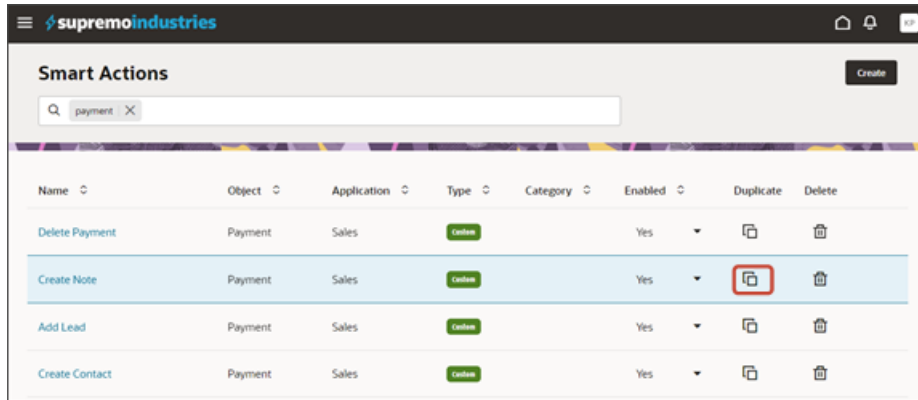 supremoindustries
KP
Smart Actions
Create
payment
Name Object Application Type Category Enabled Duplicate Delete
Delete Payment Payment Sales Custom Yes
Create Note Payment Sales Custom Yes
Add Lead Payment Sales Custom Yes
Create Contact Payment Sales Custom Yes